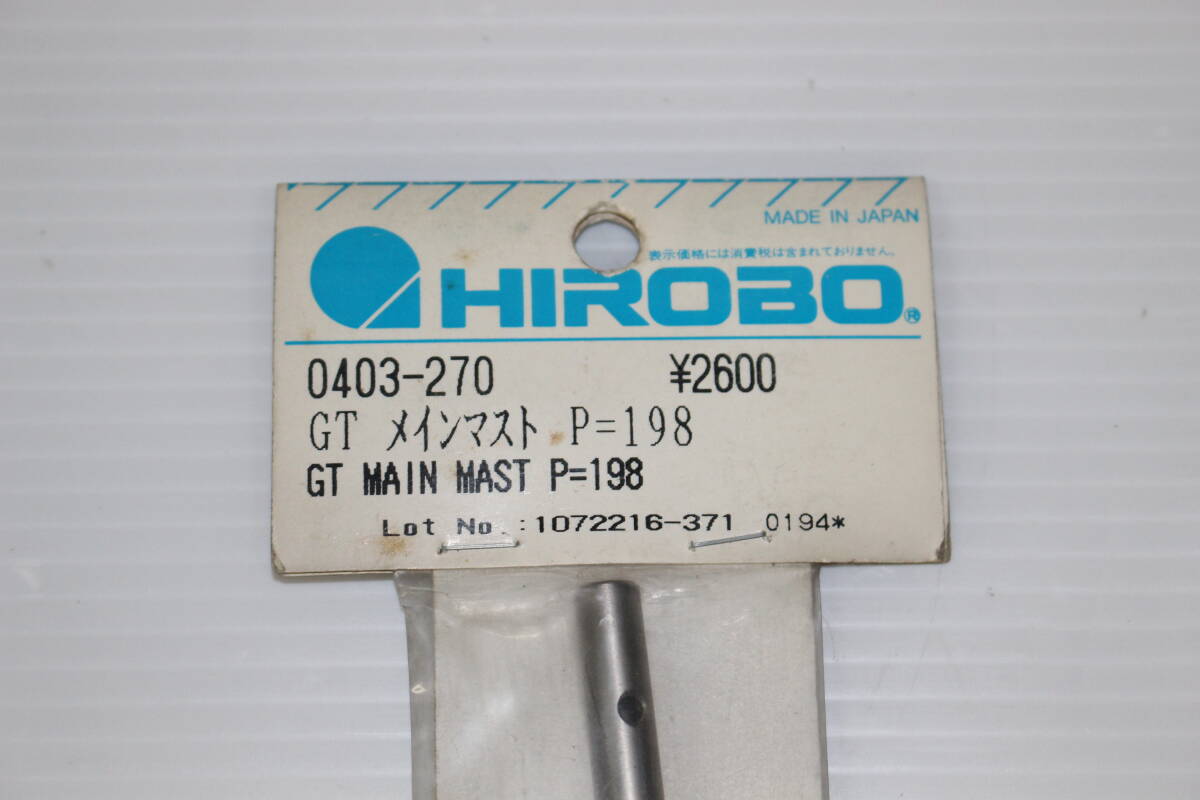 MADE IN JAPAN
表示価格には消費税は含まれておりません。
HIROBO®
0403-270 ¥2600
GT メインマスト P=198
GT MAIN MAST P=198
Lot No.:1072216-371 0194*